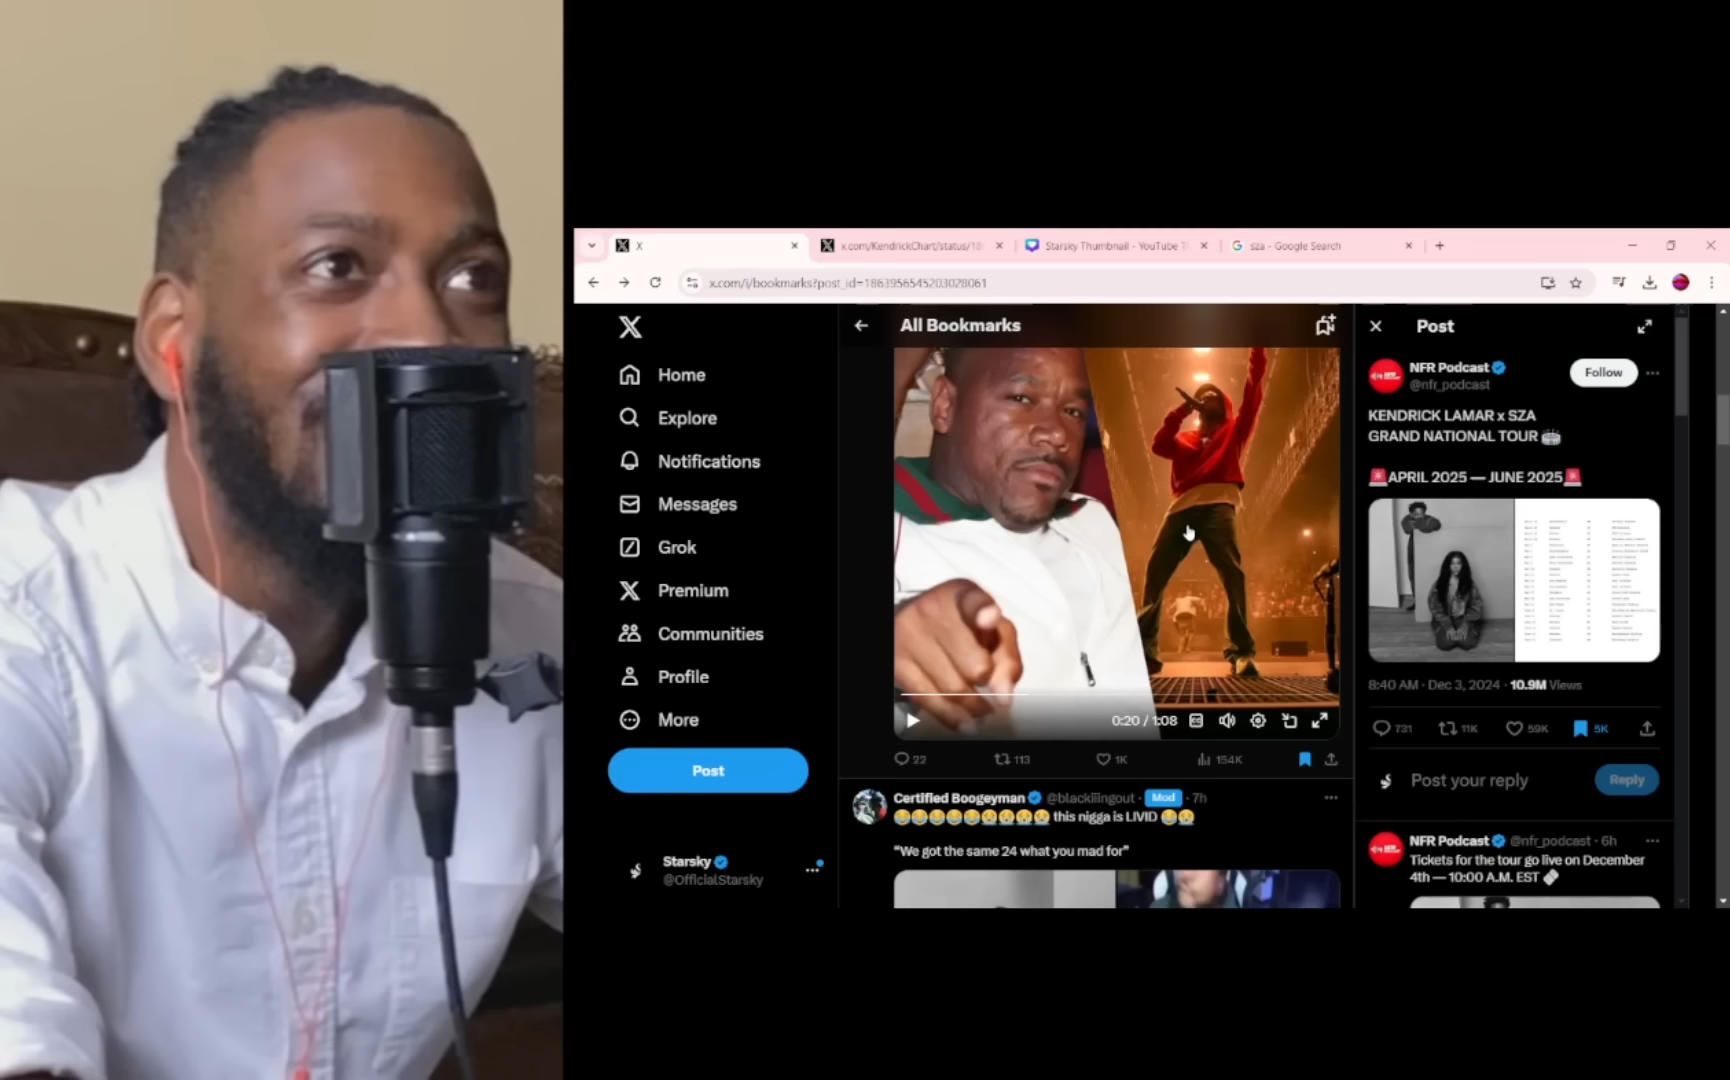 X
x.com/KendrickChart/status/18
Starsky Thumbnail - YouTube T
sza - Google Search
x.com/i/bookmarks?post_id=1863956545203028061
Home
Explore
Notifications
Messages
Grok
Premium
Communities
Profile
More
Post
Starsky
@OfficialStarsky
All Bookmarks
0:20 / 1:08
22
113
1K
154K
Certified Boogeyman @blackiiingout · Mod · 7h
😭😭😭😭😭😭😭😭😭 this nigga is LIVID 😭😭
"We got the same 24 what you mad for"
Post
NFR Podcast
@nfr_podcast
Follow
KENDRICK LAMAR x SZA
GRAND NATIONAL TOUR 🏟️
🚨APRIL 2025 — JUNE 2025🚨
8:40 AM · Dec 3, 2024 · 10.9M Views
731
11K
59K
5K
Post your reply
Reply
NFR Podcast @nfr_podcast · 6h
Tickets for the tour go live on December
4th — 10:00 A.M. EST 🎟️